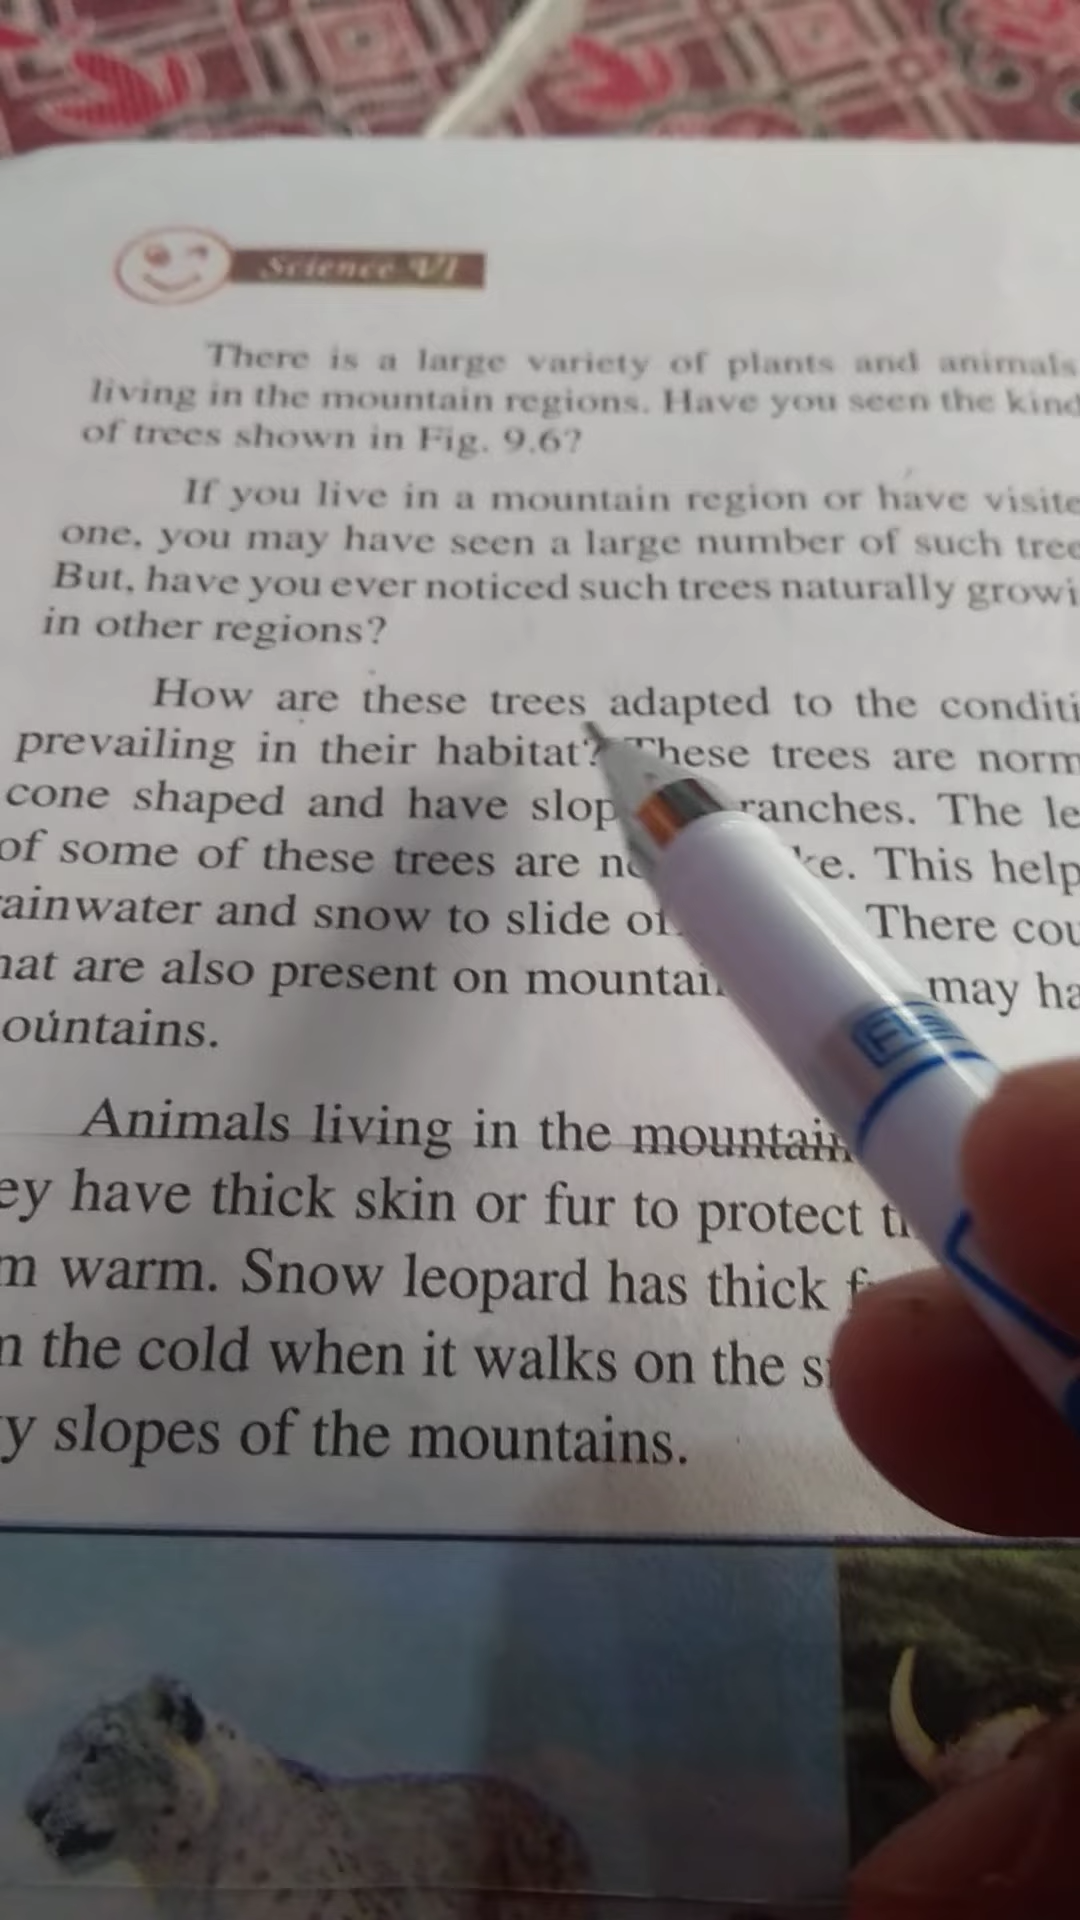 Science VI
There is a large variety of plants and animals
living in the mountain regions. Have you seen the kind
of trees shown in Fig. 9.6?
If you live in a mountain region or have visite
one, you may have seen a large number of such tree
But, have you ever noticed such trees naturally growi
in other regions?
How are these trees adapted to the conditi
prevailing in their habitat? These trees are norm
cone shaped and have slop ranches. The le
of some of these trees are ne ke. This help
ainwater and snow to slide of There cou
hat are also present on mountai may ha
ountains.
Animals living in the mountain
ey have thick skin or fur to protect th
m warm. Snow leopard has thick f
m the cold when it walks on the s
y slopes of the mountains.